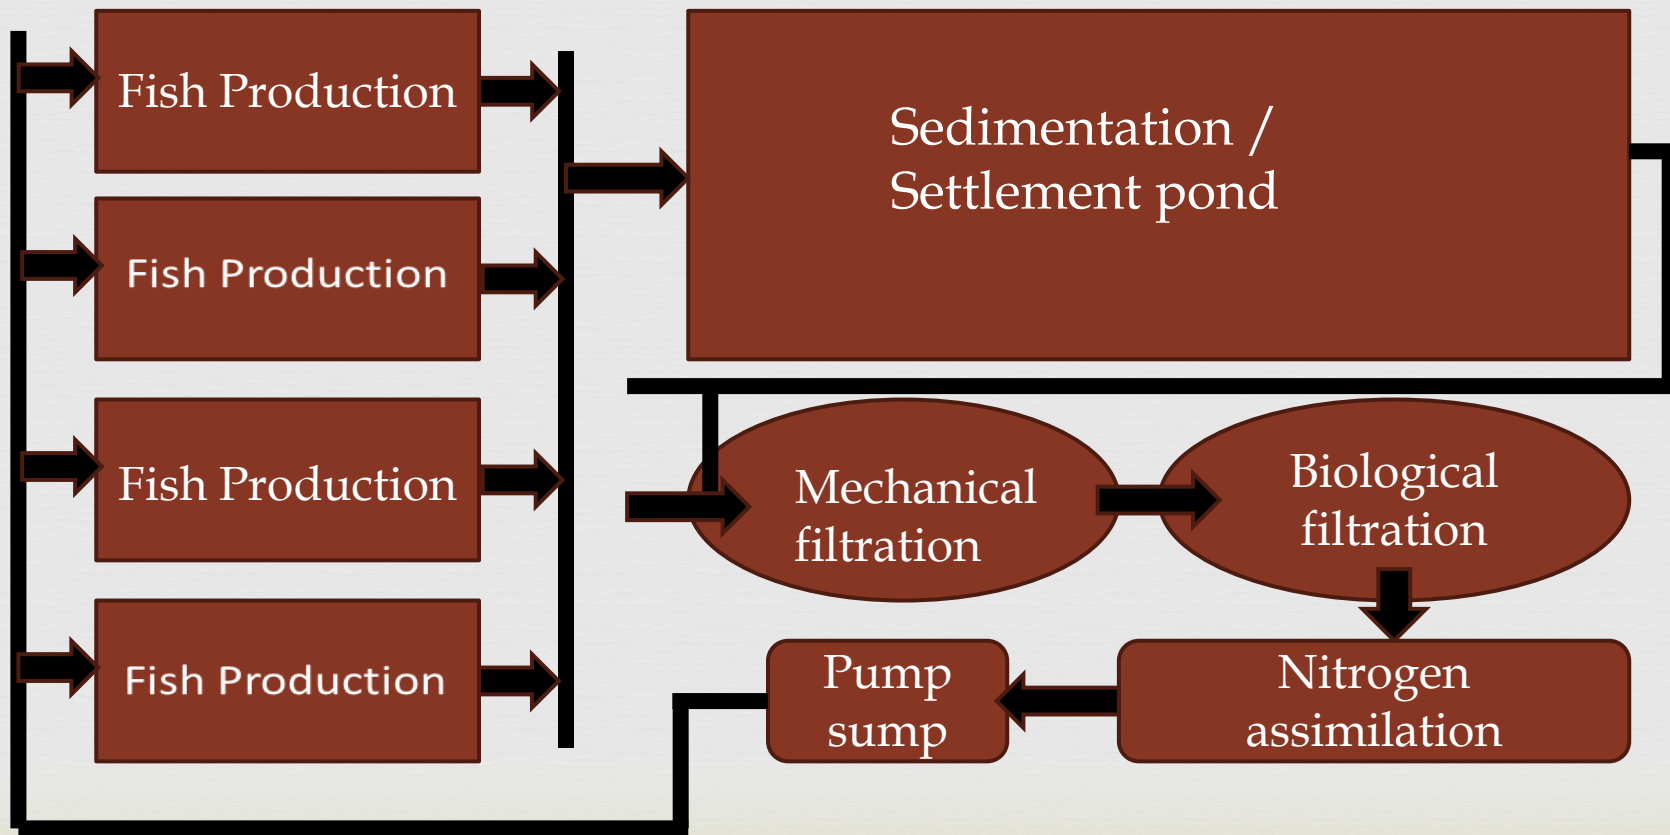 Fish Production
Fish Production
Fish Production
Fish Production
Sedimentation /
Settlement pond
Mechanical
filtration
Biological
filtration
Nitrogen
assimilation
Pump
sump